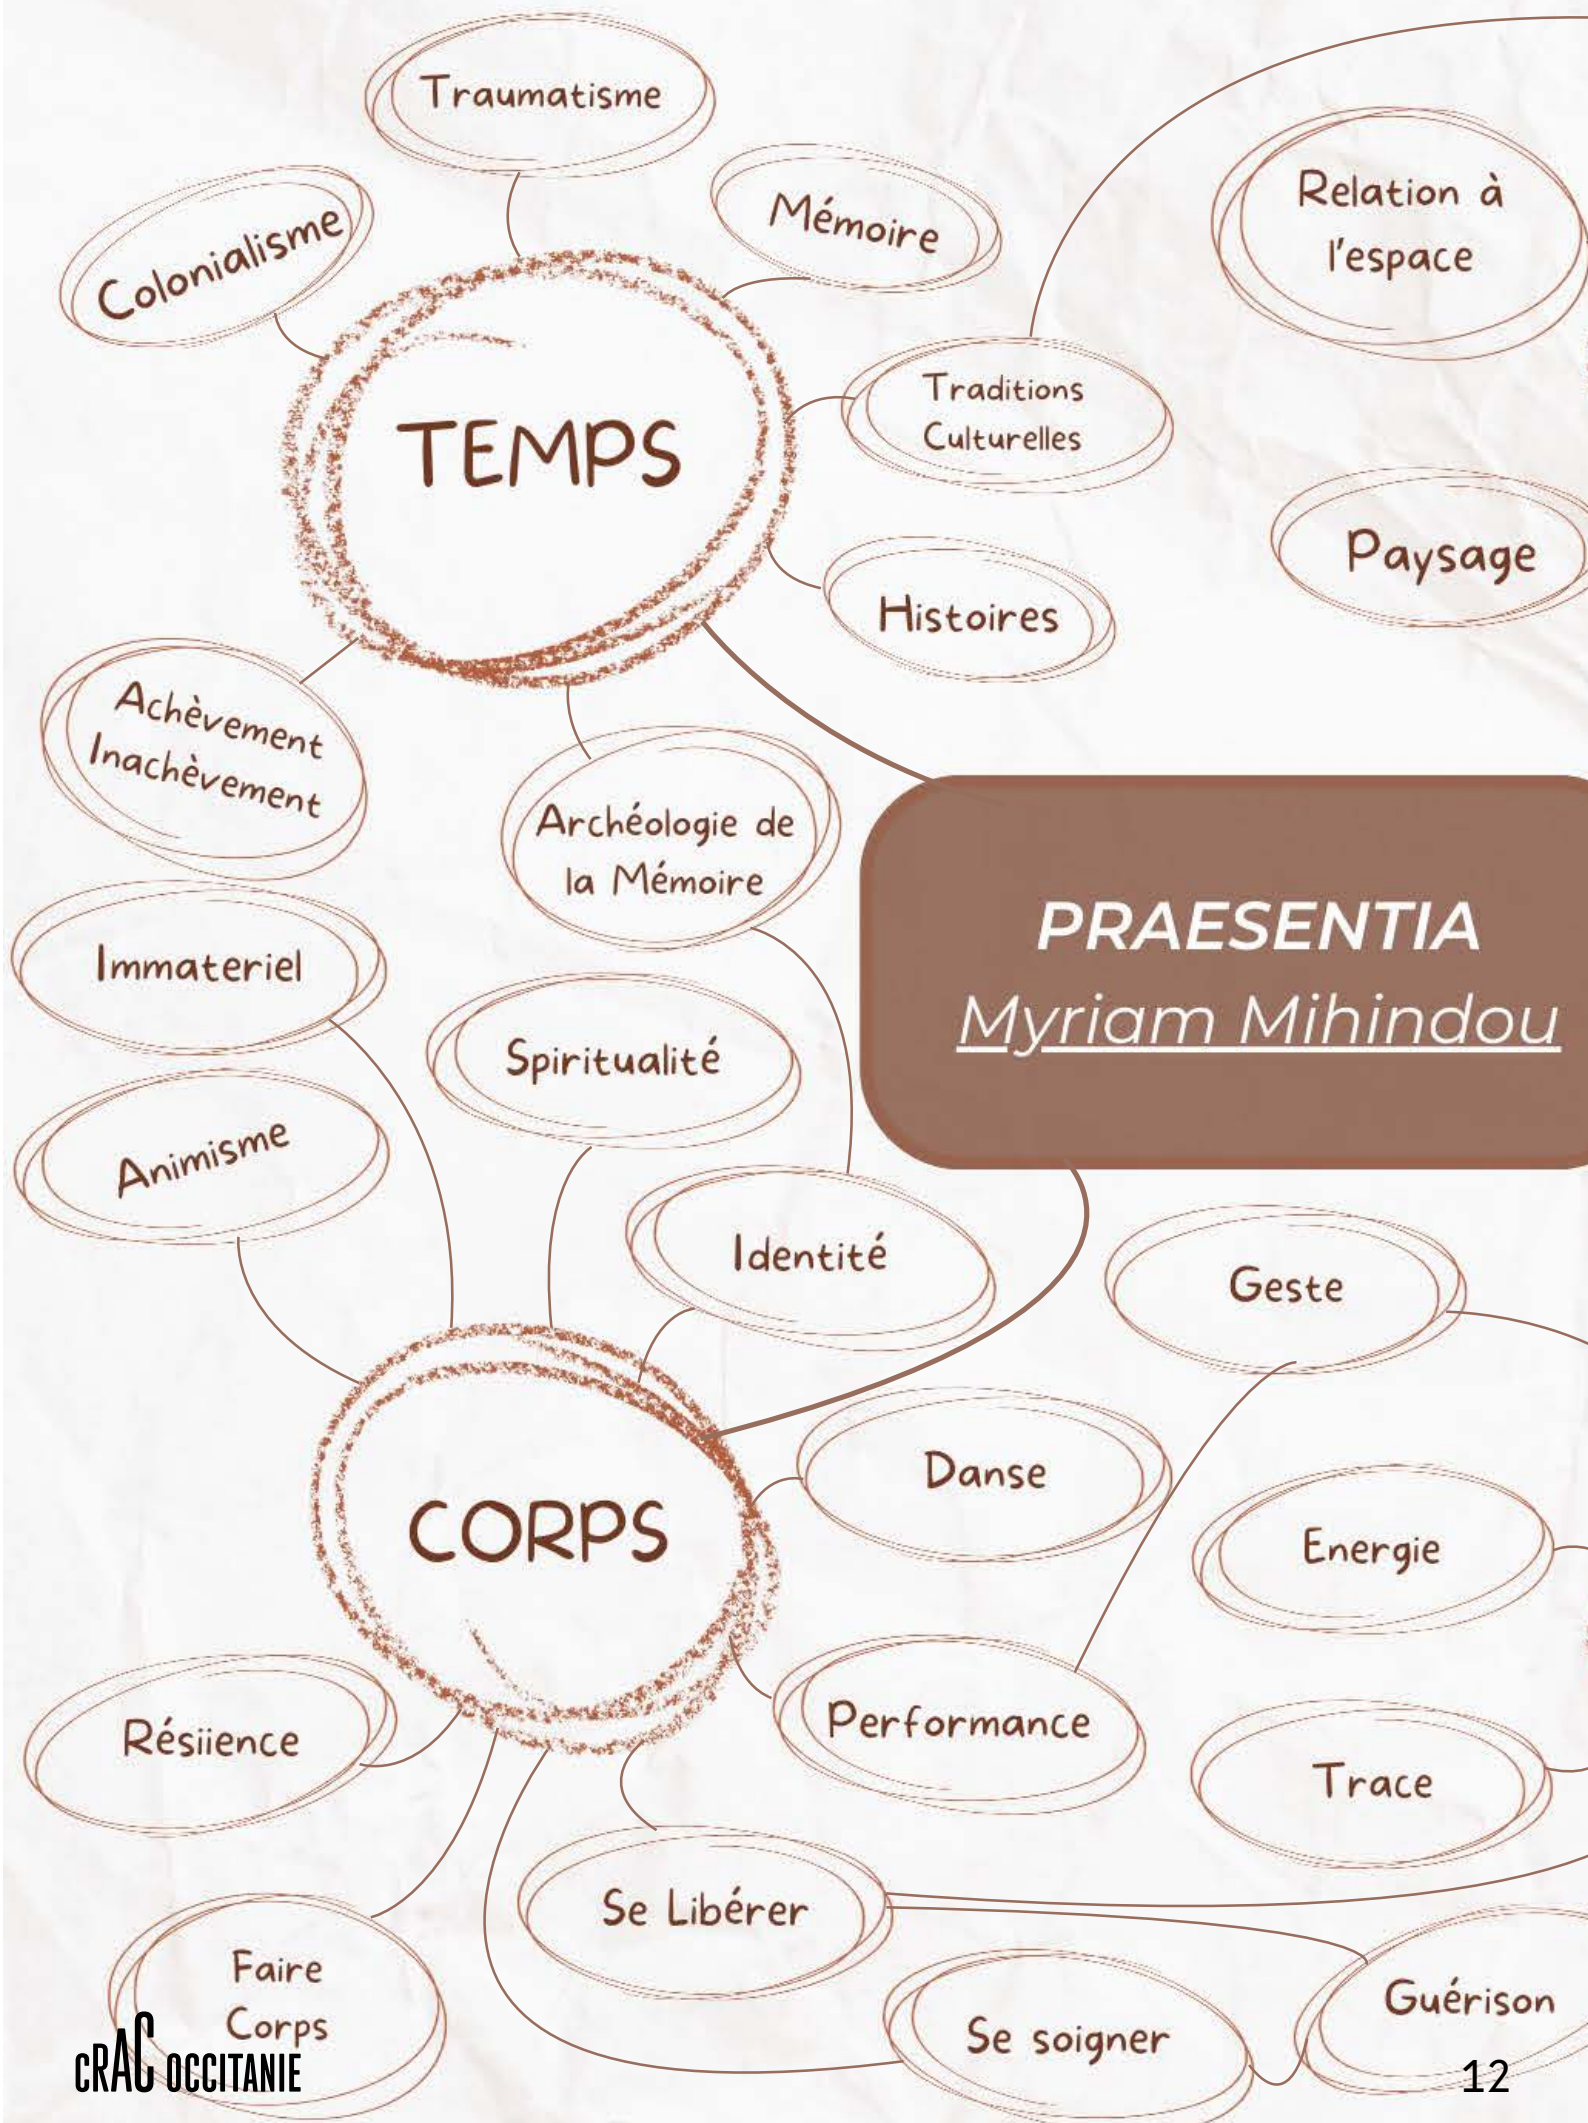 Traumatisme
Colonialisme
Mémoire
Relation à
l'espace
TEMPS
Traditions
Culturelles
Paysage
Histoires
Achèvement
Inachèvement
Archéologie de
la Mémoire
PRAESENTIA
Myriam Mihindou
Immateriel
Spiritualité
Animisme
Identité
Geste
Danse
CORPS
Energie
Résiience
Performance
Trace
Se Libérer
Faire
Corps
Guérison
Se soigner
CRAC OCCITANIE
12